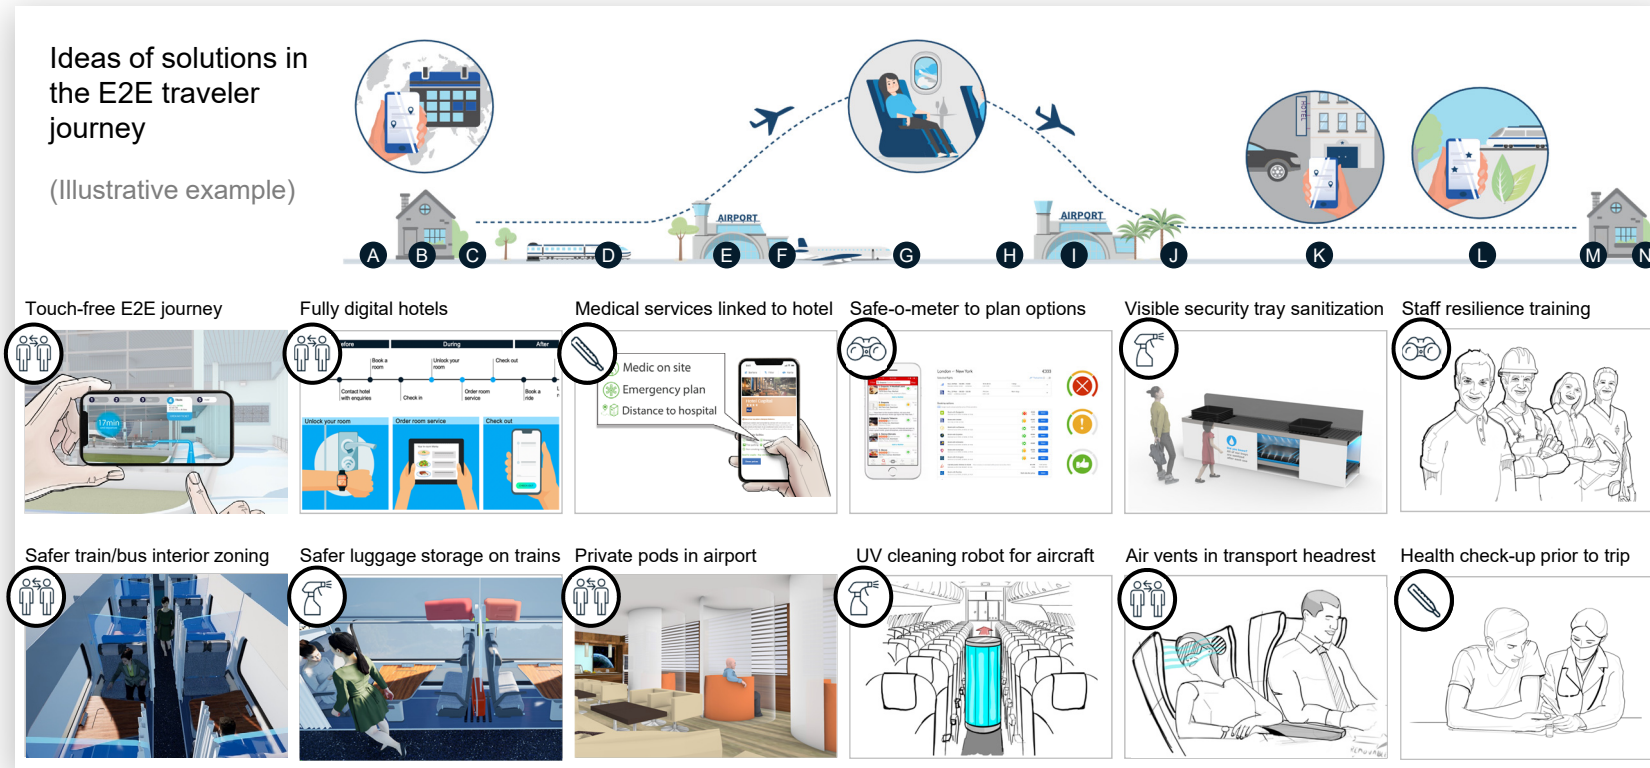 Ideas of solutions in
the E2E traveler
journey
(Illustrative example)
HOTEL
AIRPORT
AIRPORT
A B C D E F G H I J K L M N
Touch-free E2E journey
Fully digital hotels
Medical services linked to hotel
Safe-o-meter to plan options
Visible security tray sanitization
Staff resilience training
17min
efore
During
After
Book a
room
Unlock your
room
Check out
Contact hotel
with enquiries
Check in
Order room
service
Book a
ride
Unlock your room
Order room service
Check out
Medic on site
Emergency plan
Distance to hospital
London – New York
€335
Safer train/bus interior zoning
Safer luggage storage on trains
Private pods in airport
UV cleaning robot for aircraft
Air vents in transport headrest
Health check-up prior to trip